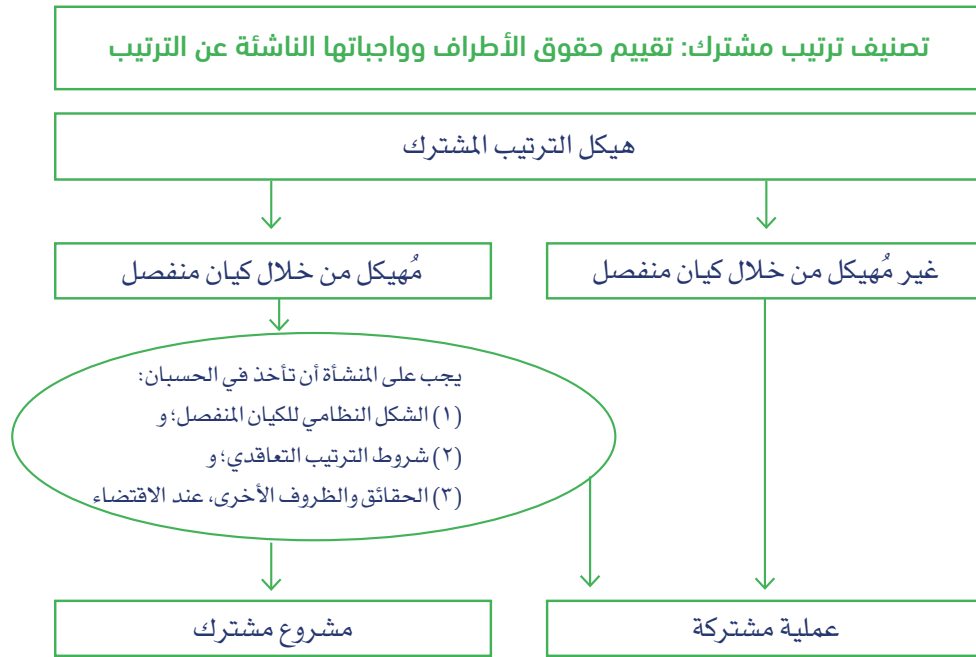 تصنيف ترتيب مشترك: تقييم حقوق الأطراف وواجباتها الناشئة عن الترتيب
هيكل الترتيب المشترك
غير مُهيكل من خلال كيان منفصل
مُهيكل من خلال كيان منفصل
يجب على المنشأة أن تأخذ في الحسبان:
(١) الشكل النظامي للكيان المنفصل؛ و
(٢) شروط الترتيب التعاقدي؛ و
(٣) الحقائق والظروف الأخرى، عند الاقتضاء
عملية مشتركة
مشروع مشترك